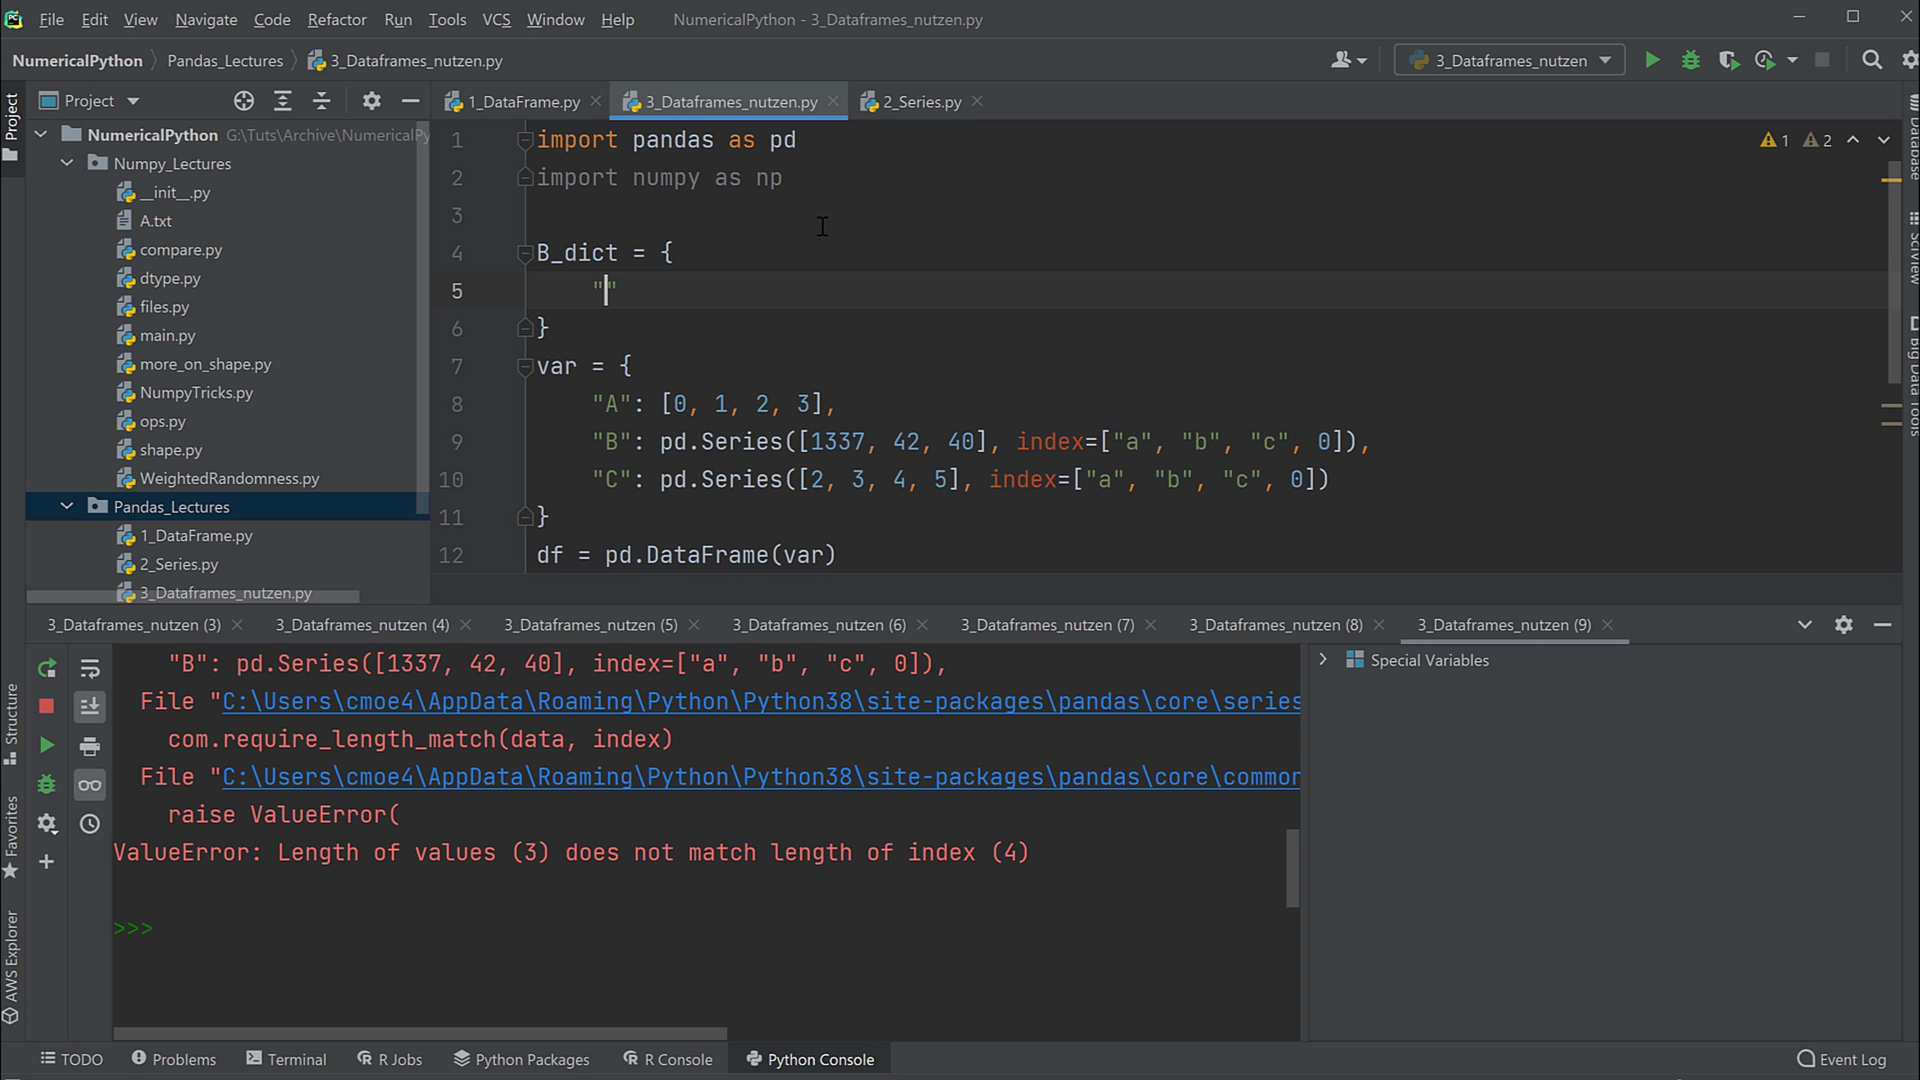 File Edit View Navigate Code Refactor Run Tools VCS Window Help NumericalPython - 3_Dataframes_nutzen.py
NumericalPython Pandas_Lectures 3_Dataframes_nutzen.py 3_Dataframes_nutzen
Project Project 1_DataFrame.py 3_Dataframes_nutzen.py 2_Series.py
NumericalPython G:\Tuts\Archive\NumericalPy
Numpy_Lectures
__init__.py
A.txt
compare.py
dtype.py
files.py
main.py
more_on_shape.py
NumpyTricks.py
ops.py
shape.py
WeightedRandomness.py
Pandas_Lectures
1_DataFrame.py
2_Series.py
3_Dataframes_nutzen.py
1 import pandas as pd
2 import numpy as np
3
4 B_dict = {
5 ""
6 }
7 var = {
8 "A": [0, 1, 2, 3],
9 "B": pd.Series([1337, 42, 40], index=["a", "b", "c", 0]),
10 "C": pd.Series([2, 3, 4, 5], index=["a", "b", "c", 0])
11 }
12 df = pd.DataFrame(var)
1 2
Database
SciView
Big Data Tools
3_Dataframes_nutzen (3) 3_Dataframes_nutzen (4) 3_Dataframes_nutzen (5) 3_Dataframes_nutzen (6) 3_Dataframes_nutzen (7) 3_Dataframes_nutzen (8) 3_Dataframes_nutzen (9)
"B": pd.Series([1337, 42, 40], index=["a", "b", "c", 0]),
File "C:\Users\cmoe4\AppData\Roaming\Python\Python38\site-packages\pandas\core\series
com.require_length_match(data, index)
File "C:\Users\cmoe4\AppData\Roaming\Python\Python38\site-packages\pandas\core\common
raise ValueError(
ValueError: Length of values (3) does not match length of index (4)
>>>
Special Variables
Structure
Favorites
AWS Explorer
TODO Problems Terminal R Jobs Python Packages R Console Python Console Event Log